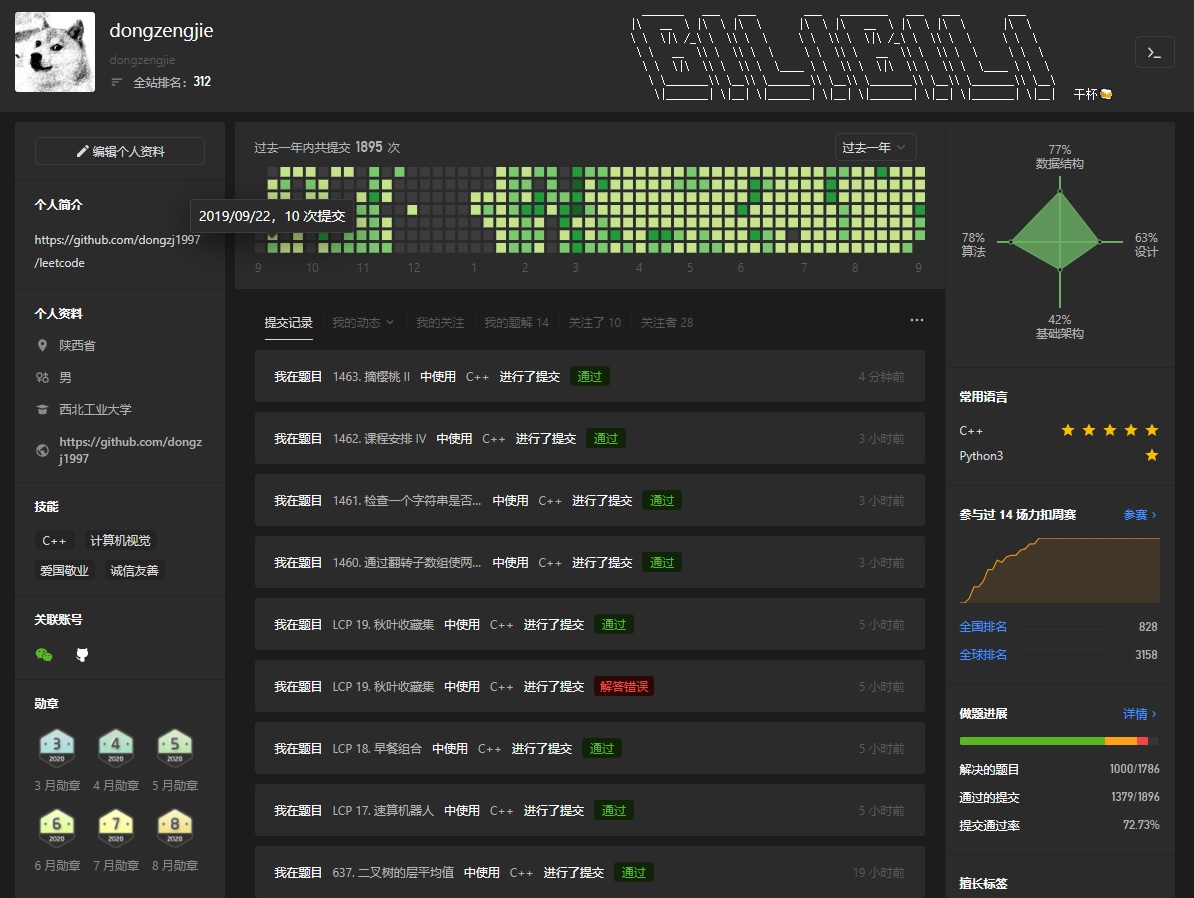 dongzengjie
dongzengjie
全站排名: 312
干杯🍻
编辑个人资料
个人简介
https://github.com/dongzj1997
/leetcode
个人资料
陕西省
男
西北工业大学
https://github.com/dongz
j1997
技能
C++ 计算机视觉
爱国敬业 诚信友善
关联账号
勋章
3 4 5
2020 2020 2020
3 月勋章 4 月勋章 5 月勋章
6 7 8
2020 2020 2020
6 月勋章 7 月勋章 8 月勋章
过去一年内共提交 1895 次
过去一年
2019/09/22，10 次提交
9 10 11 12 1 2 3 4 5 6 7 8 9
提交记录 我的动态 我的关注 我的题解 14 关注了 10 关注者 28
我在题目 1463. 摘樱桃 II 中使用 C++ 进行了提交 通过 4 分钟前
我在题目 1462. 课程安排 IV 中使用 C++ 进行了提交 通过 3 小时前
我在题目 1461. 检查一个字符串是否... 中使用 C++ 进行了提交 通过 3 小时前
我在题目 1460. 通过翻转子数组使两... 中使用 C++ 进行了提交 通过 3 小时前
我在题目 LCP 19. 秋叶收藏集 中使用 C++ 进行了提交 通过 5 小时前
我在题目 LCP 19. 秋叶收藏集 中使用 C++ 进行了提交 解答错误 5 小时前
我在题目 LCP 18. 早餐组合 中使用 C++ 进行了提交 通过 5 小时前
我在题目 LCP 17. 速算机器人 中使用 C++ 进行了提交 通过 5 小时前
我在题目 637. 二叉树的层平均值 中使用 C++ 进行了提交 通过 19 小时前
77%
数据结构
78%
算法
63%
设计
42%
基础架构
常用语言
C++ ★ ★ ★ ★ ★
Python3 ★
参与过 14 场力扣周赛 参赛 ›
全国排名 828
全球排名 3158
做题进展 详情 ›
解决的题目 1000/1786
通过的提交 1379/1896
提交通过率 72.73%
擅长标签